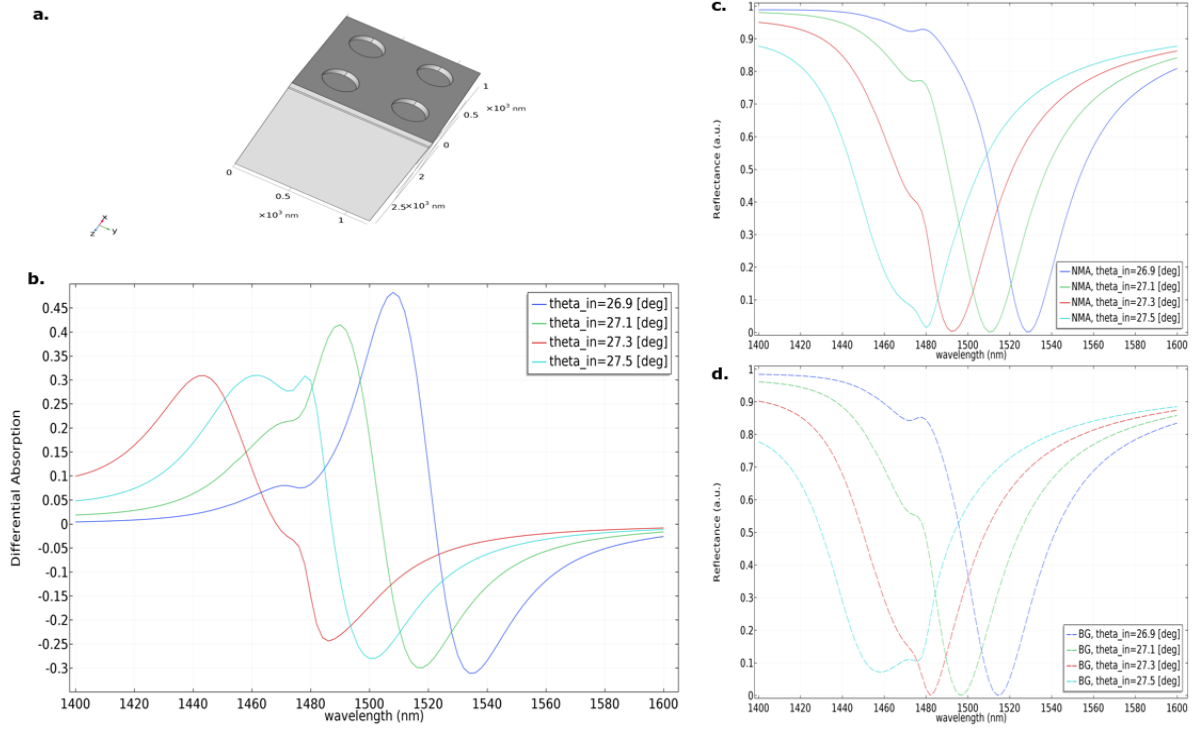 a.
1
0.5
×10³ nm
0
0
2
0.5
×10³ nm
2.5
×10³ nm
1
x
z
y
b.
Differential Absorption
0.45
0.4
0.35
0.3
0.25
0.2
0.15
0.1
0.05
0
-0.05
-0.1
-0.15
-0.2
-0.25
-0.3
theta_in=26.9 [deg]
theta_in=27.1 [deg]
theta_in=27.3 [deg]
theta_in=27.5 [deg]
1400 1420 1440 1460 1480 1500 1520 1540 1560 1580 1600
wavelength (nm)
c.
Reflectance (a.u.)
1
0.9
0.8
0.7
0.6
0.5
0.4
0.3
0.2
0.1
0
NMA, theta_in=26.9 [deg]
NMA, theta_in=27.1 [deg]
NMA, theta_in=27.3 [deg]
NMA, theta_in=27.5 [deg]
1400 1420 1440 1460 1480 1500 1520 1540 1560 1580 1600
wavelength (nm)
d.
Reflectance (a.u.)
0.9
0.8
0.7
0.6
0.5
0.4
0.3
0.2
0.1
0
BG, theta_in=26.9 [deg]
BG, theta_in=27.1 [deg]
BG, theta_in=27.3 [deg]
BG, theta_in=27.5 [deg]
1400 1420 1440 1460 1480 1500 1520 1540 1560 1580 1600
wavelength (nm)